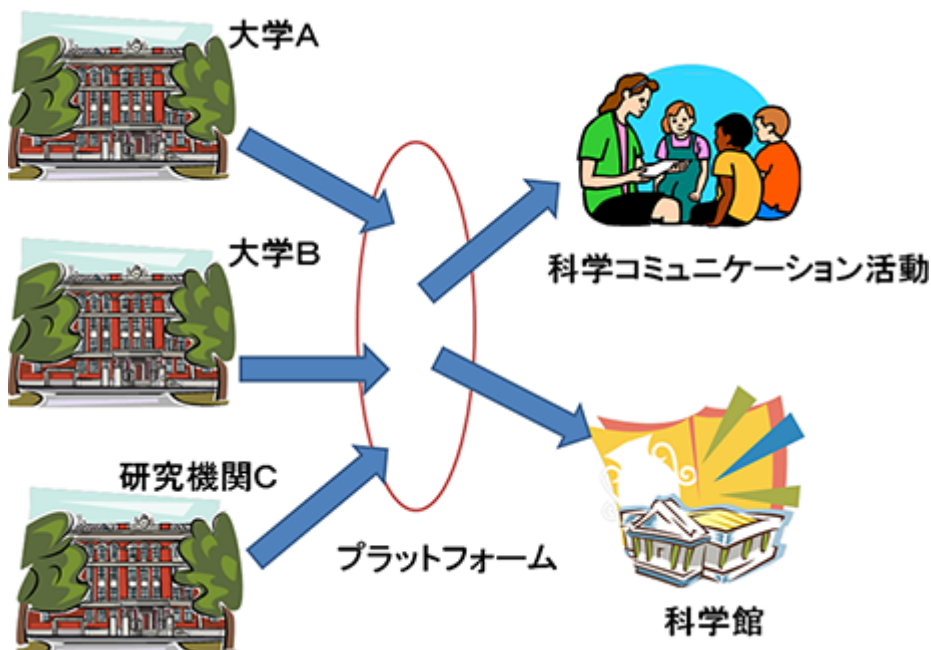 大学A
大学B
研究機関C
プラットフォーム
科学コミュニケーション活動
科学館